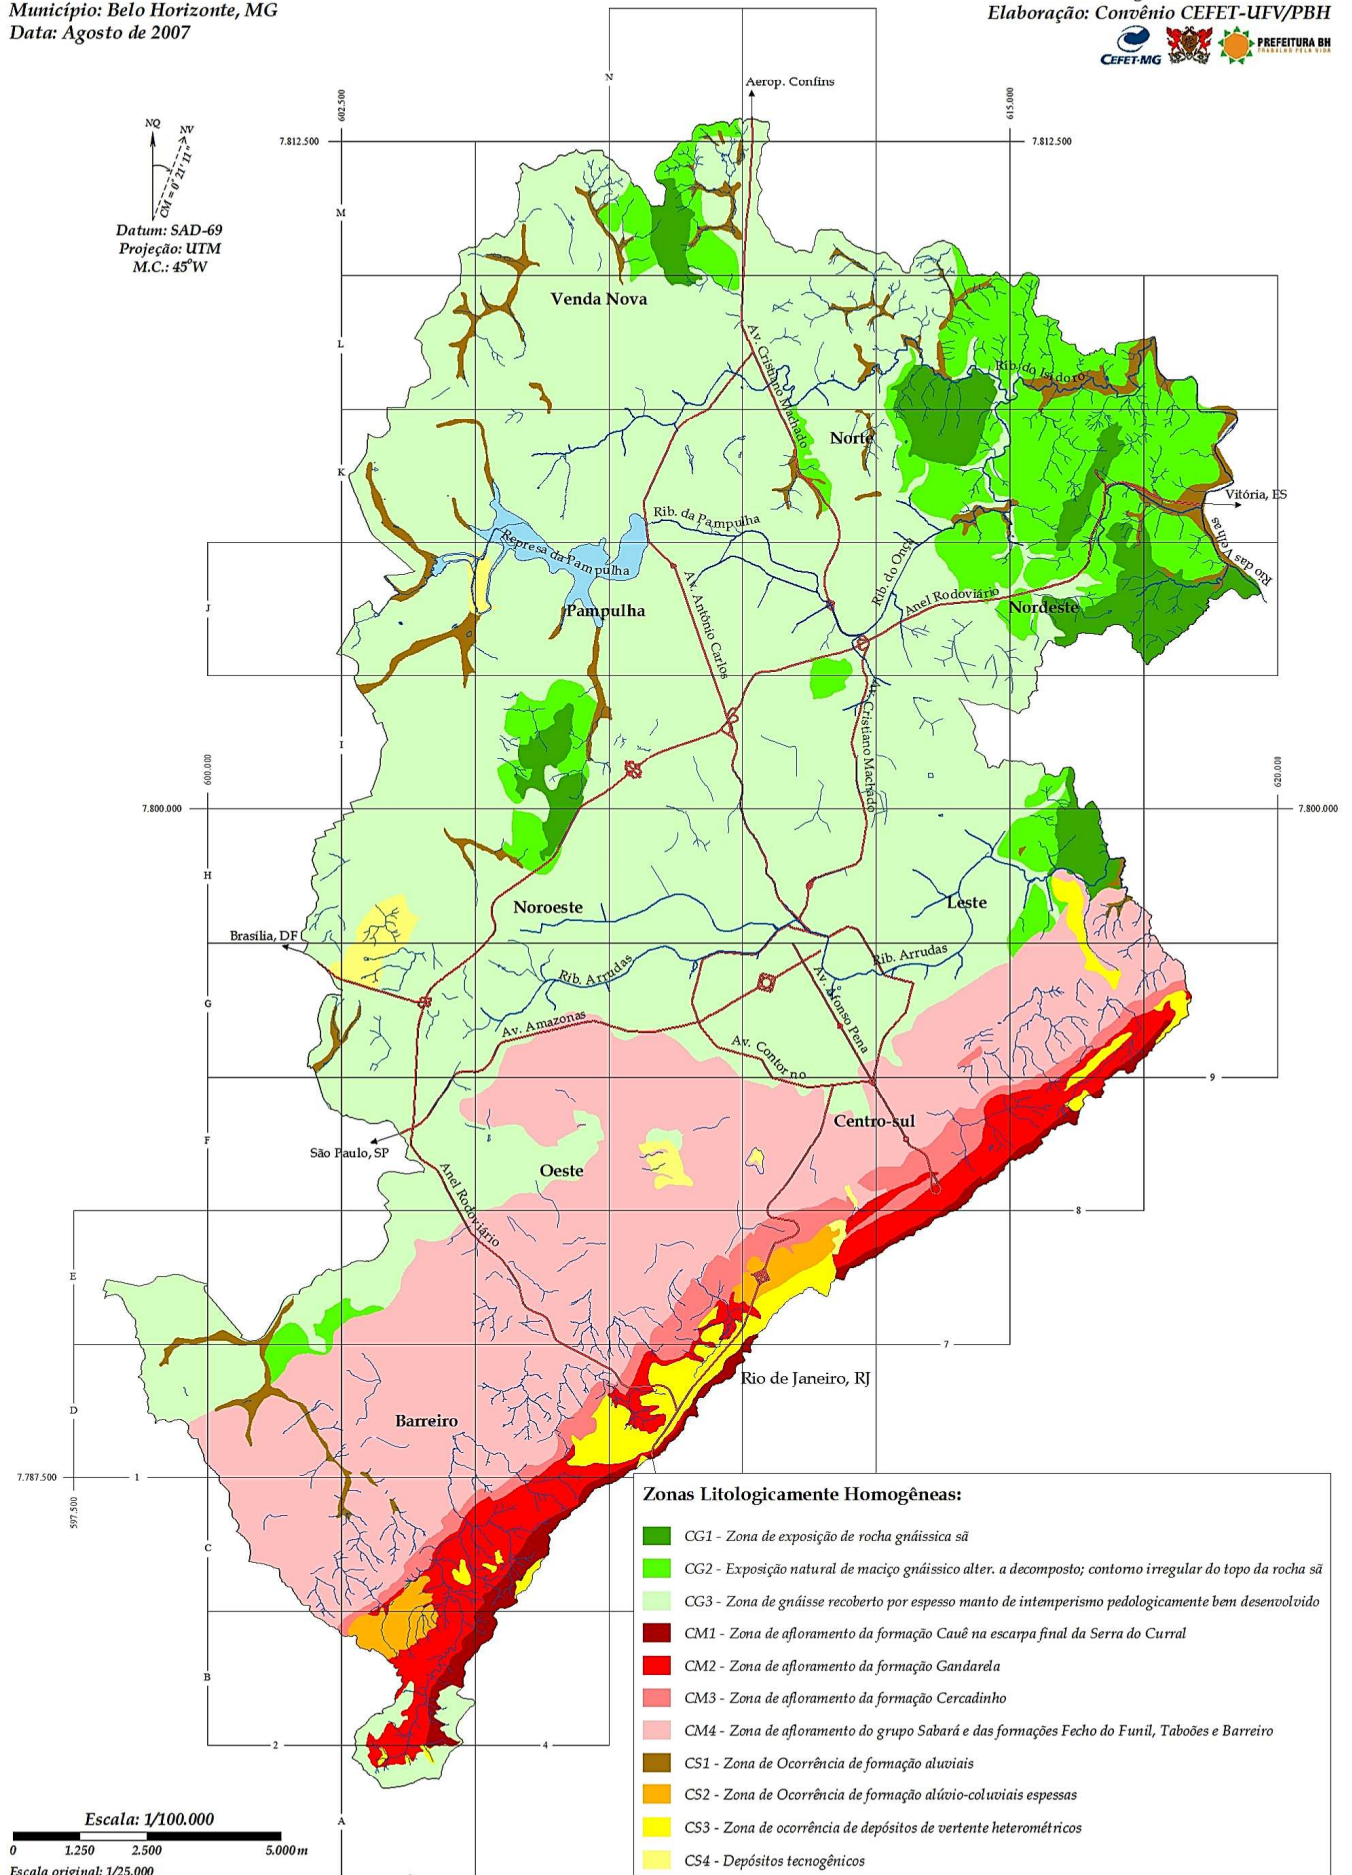 Município: Belo Horizonte, MG
Data: Agosto de 2007
Elaboração: Convênio CEFET-UFV/PBH
CEFET-MG
PREFEITURA BH
TRABALHO PELA VIDA
NQ
NV
CM = 0°21'11"
Datum: SAD-69
Projeção: UTM
M.C.: 45°W
602.500
N
Aerop. Confins
615.000
7.812.500
7.812.500
M
Venda Nova
L
Av. Cristiano Machado
Rib. do Isidoro
Norte
K
Vitória, ES
Rib. da Pampulha
Represa da Pampulha
Rib. do Onça
Rio das Velhas
J
Pampulha
Av. Antônio Carlos
Anel Rodoviário
Nordeste
Av. Cristiano Machado
I
600.000
620.000
7.800.000
7.800.000
H
Noroeste
Leste
Brasília, DF
Rib. Arrudas
Rib. Arrudas
G
Av. Amazonas
Av. Afonso Pena
Av. Contorno
9
Centro-sul
F
São Paulo, SP
Oeste
Anel Rodoviário
8
E
7
Rio de Janeiro, RJ
D
Barreiro
7.787.500
1
597.500
C
B
2
4
A
Zonas Litologicamente Homogêneas:
CG1 - Zona de exposição de rocha gnáissica sã
CG2 - Exposição natural de maciço gnáissico alter. a decomposto; contorno irregular do topo da rocha sã
CG3 - Zona de gnáisse recoberto por espesso manto de intemperismo pedologicamente bem desenvolvido
CM1 - Zona de afloramento da formação Cauê na escarpa final da Serra do Curral
CM2 - Zona de afloramento da formação Gandarela
CM3 - Zona de afloramento da formação Cercadinho
CM4 - Zona de afloramento do grupo Sabará e das formações Fecho do Funil, Taboões e Barreiro
CS1 - Zona de Ocorrência de formação aluviais
CS2 - Zona de Ocorrência de formação alúvio-coluviais espessas
CS3 - Zona de ocorrência de depósitos de vertente heterométricos
CS4 - Depósitos tecnogênicos
Escala: 1/100.000
0 1.250 2.500 5.000 m
Escala original: 1/25.000